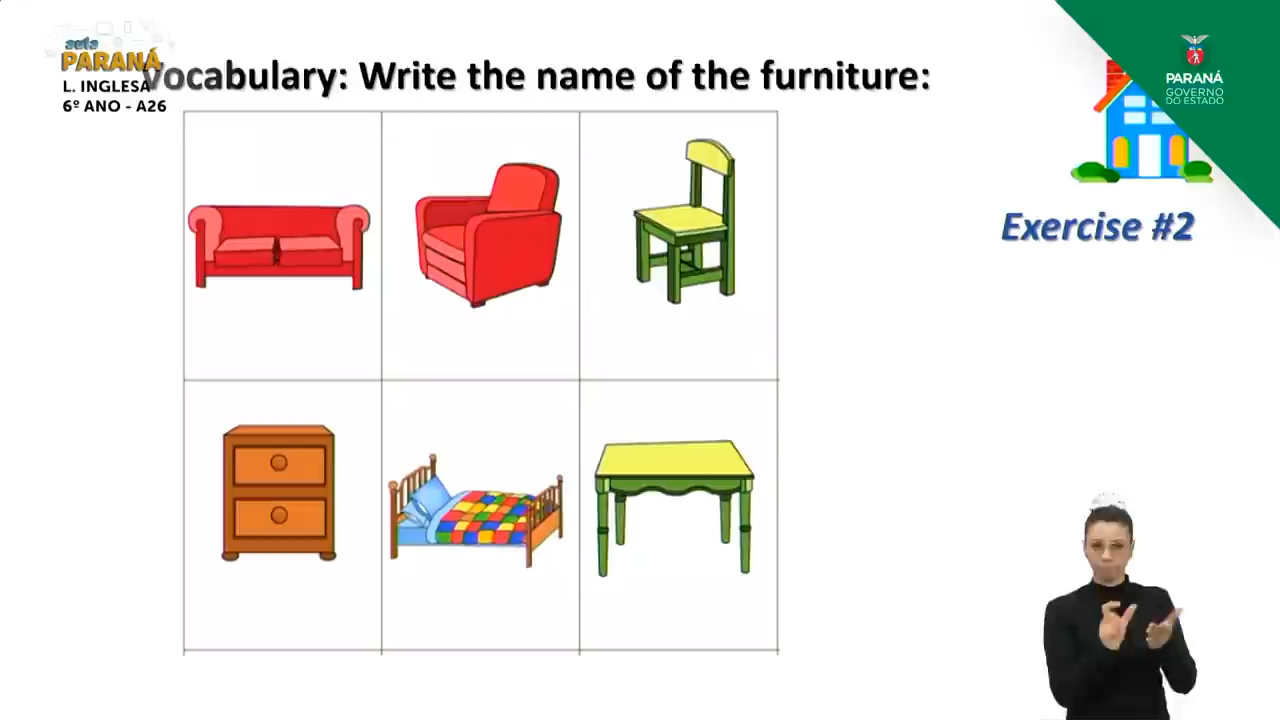 aula
PARANÁ
L. INGLESA
6º ANO - A26
Vocabulary: Write the name of the furniture:
PARANÁ
GOVERNO
DO ESTADO
Exercise #2